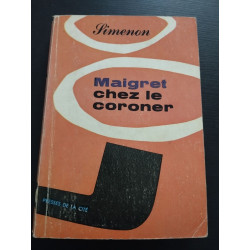 Simenon
Maigret
chez le
coroner
PRESSES DE LA CITÉ